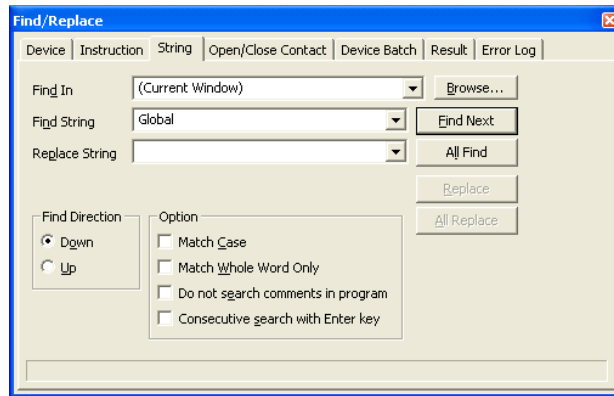 Find/Replace
Device Instruction String Open/Close Contact Device Batch Result Error Log
Find In (Current Window) Browse...
Find String Global Find Next
Replace String All Find
Replace
Find Direction Option All Replace
Down Match Case
Up Match Whole Word Only
Do not search comments in program
Consecutive search with Enter key